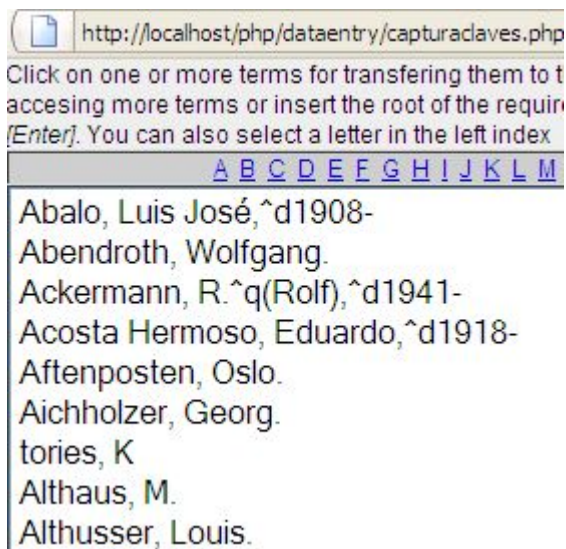 http://localhost/php/dataentry/capturaclaves.php
Click on one or more terms for transfering them to t
accesing more terms or insert the root of the require
[Enter]. You can also select a letter in the left index
A B C D E F G H I J K L M
Abalo, Luis José,^d1908-
Abendroth, Wolfgang.
Ackermann, R.^q(Rolf),^d1941-
Acosta Hermoso, Eduardo,^d1918-
Aftenposten, Oslo.
Aichholzer, Georg.
tories, K
Althaus, M.
Althusser, Louis.